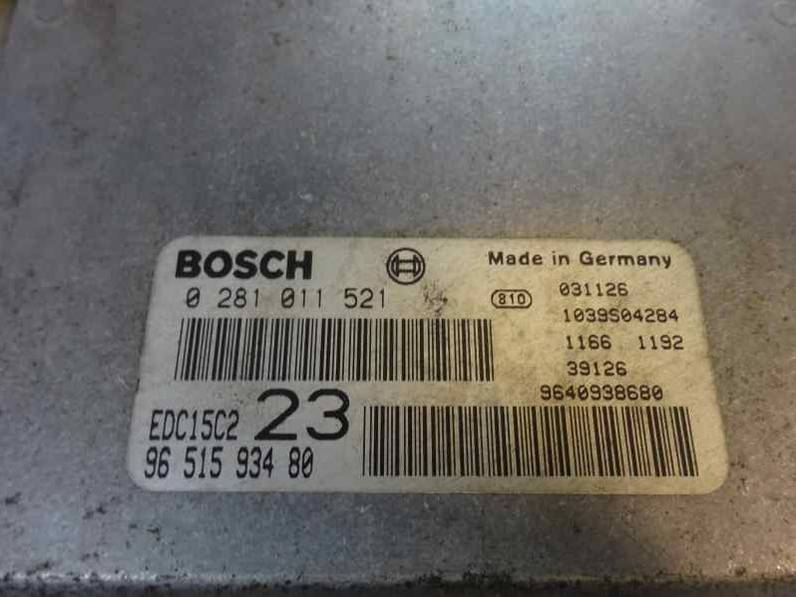 BOSCH
Made in Germany
0 281 011 521
810
031126
1039S04284
1166 1192
39126
9640938680
EDC15C2 23
96 515 934 80